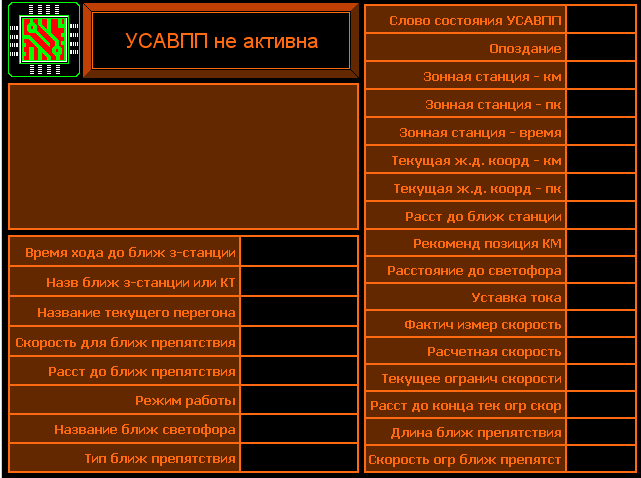 УСАВПП не активна
Время хода до ближ з-станции
Назв ближ з-станции или КТ
Название текущего перегона
Скорость для ближ препятствия
Расст до ближ препятствия
Режим работы
Название ближ светофора
Тип ближ препятствия
Слово состояния УСАВПП
Опоздание
Зонная станция - км
Зонная станция - пк
Зонная станция - время
Текущая ж.д. коорд - км
Текущая ж.д. коорд - пк
Расст до ближ станции
Рекоменд позиция КМ
Расстояние до светофора
Уставка тока
Фактич измер скорость
Расчетная скорость
Текущее огранич скорости
Расст до конца тек огр скор
Длина ближ препятствия
Скорость огр ближ препятст